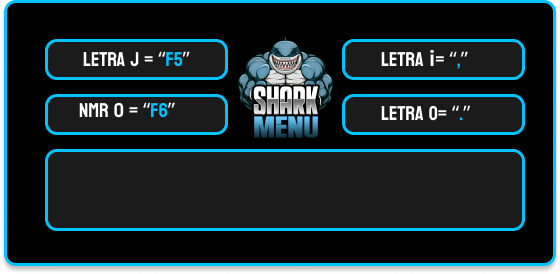 LETRA J = “F5”
NMR 0 = “F6”
SHARK
MENU
LETRA i= “,”
LETRA O= “.”